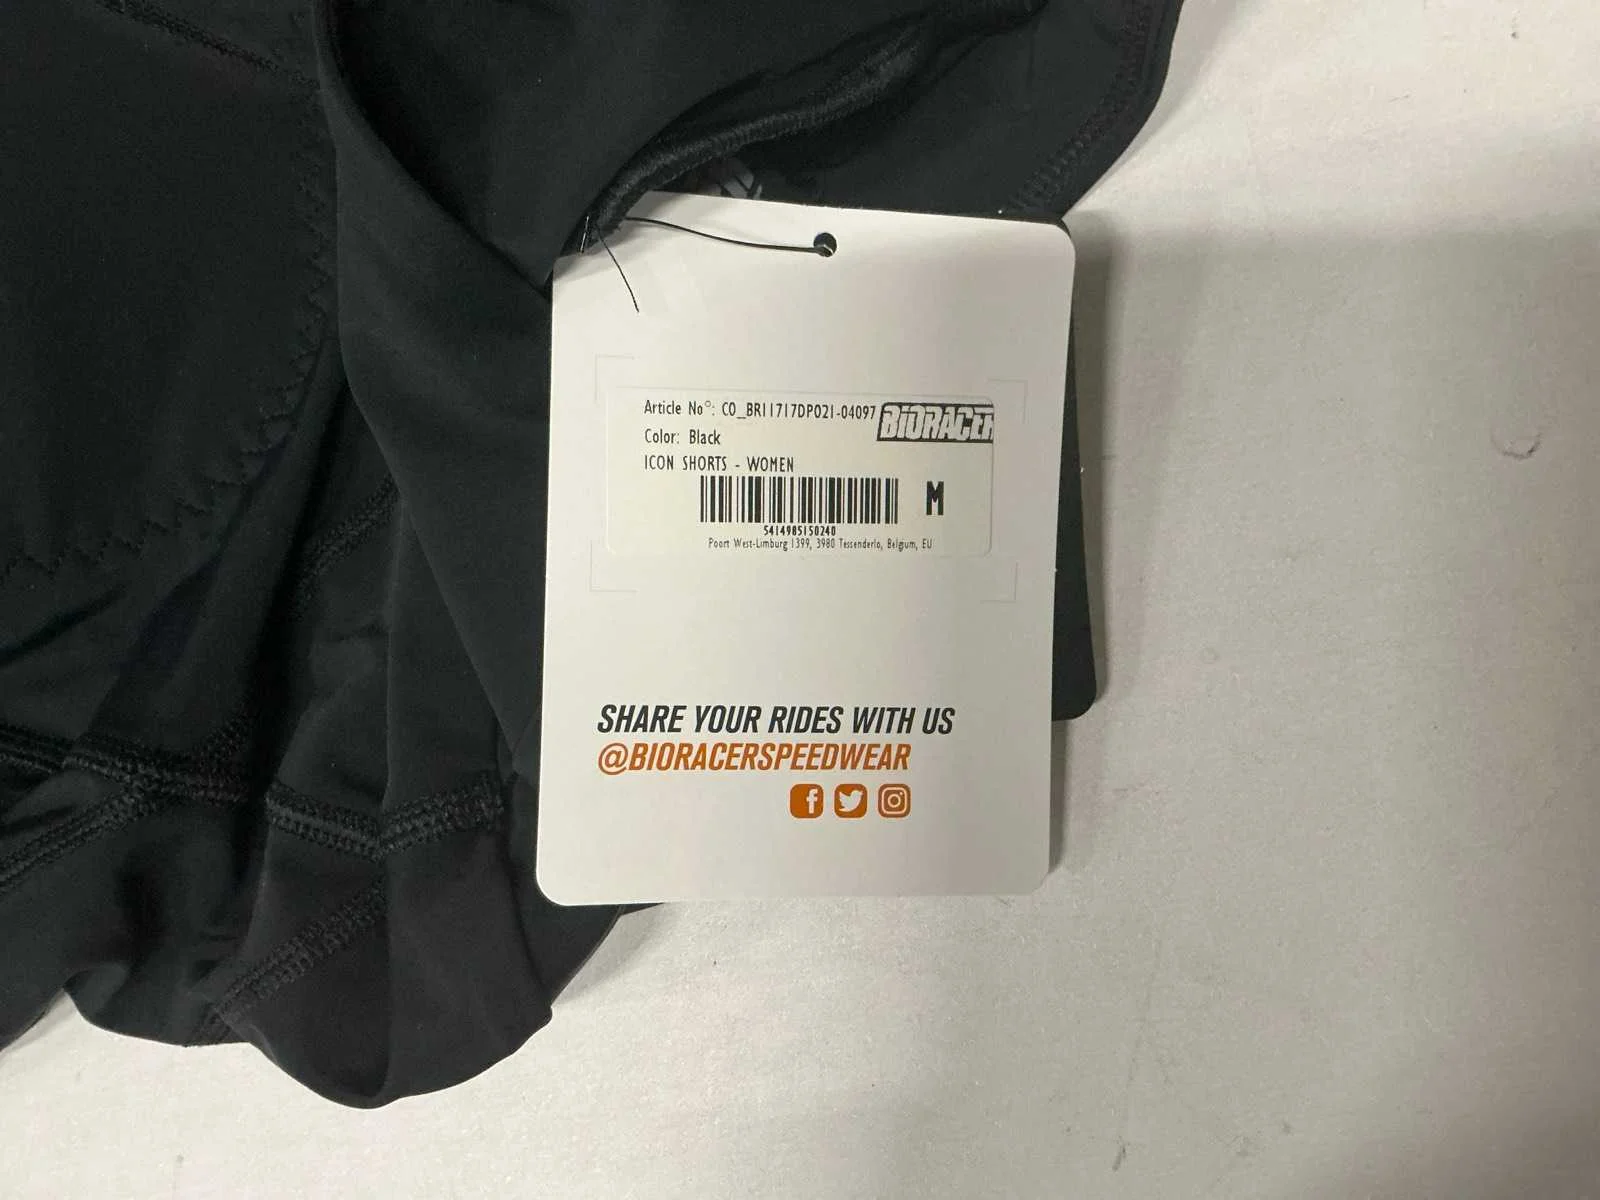 Article No°: CO_BR11717DP021-04097
BIORACER
Color: Black
ICON SHORTS - WOMEN
M
5414985150240
Poort West-Limburg 1399, 3980 Tessenderlo, Belgium, EU
SHARE YOUR RIDES WITH US
@BIORACERSPEEDWEAR